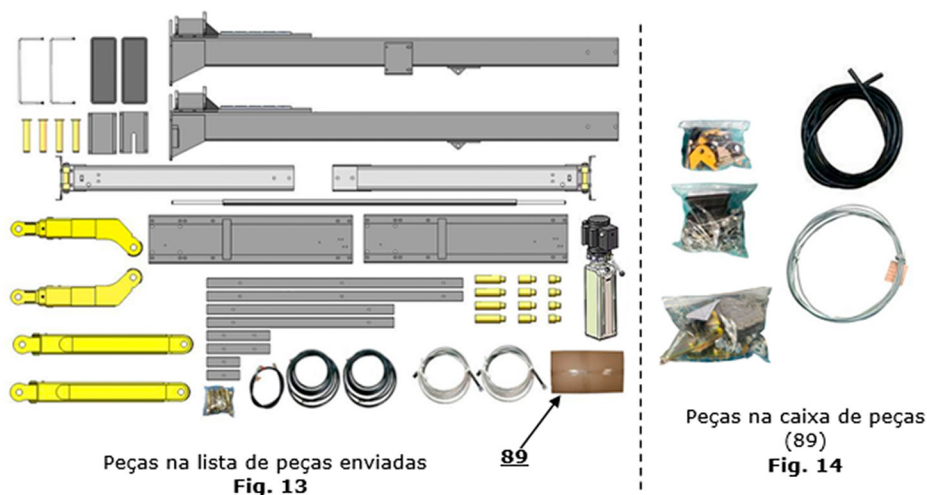 89
Peças na lista de peças enviadas
Fig. 13
Peças na caixa de peças
(89)
Fig. 14